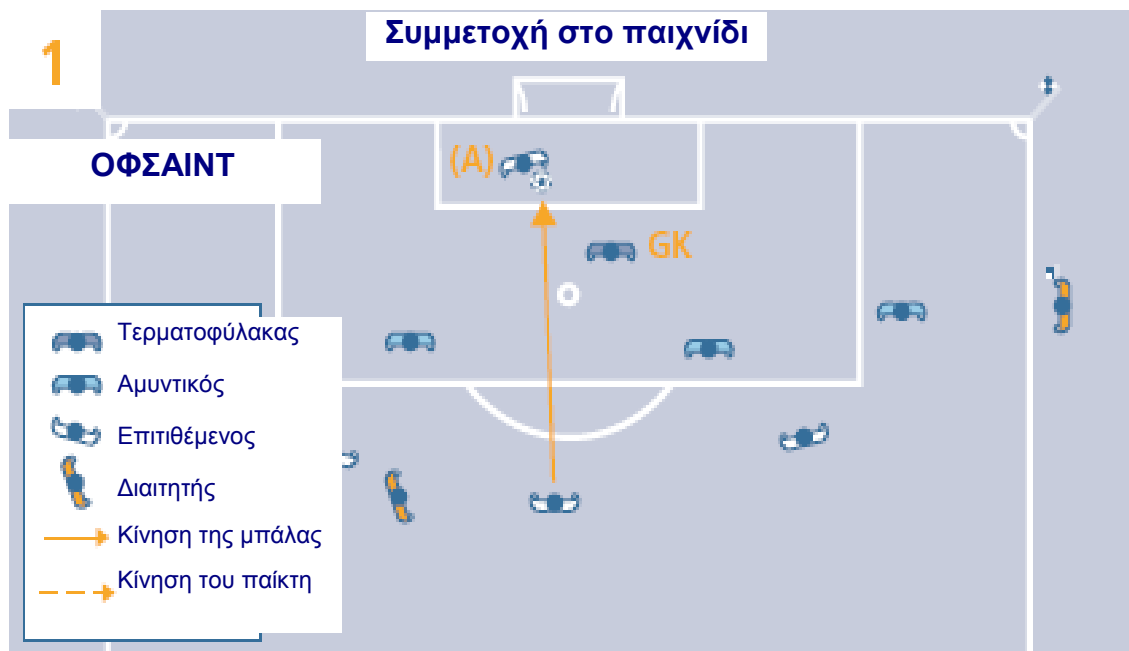 1
Συμμετοχή στο παιχνίδι
ΟΦΣΑΙΝΤ
(A)
GK
Τερματοφύλακας
Αμυντικός
Επιτιθέμενος
Διαιτητής
Κίνηση της μπάλας
Κίνηση του παίκτη